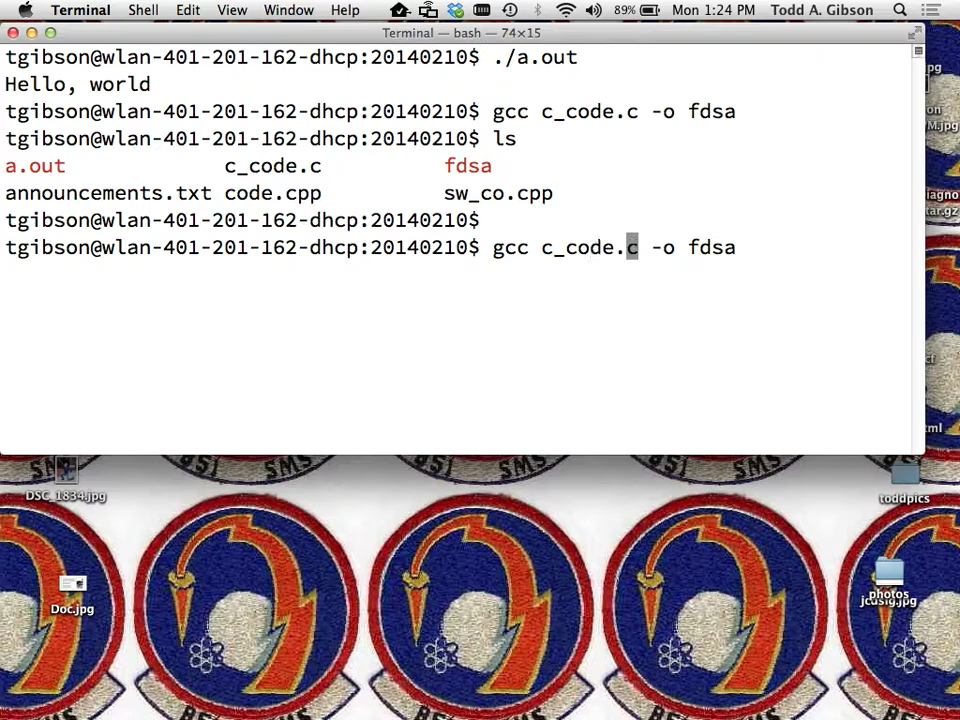 Terminal Shell Edit View Window Help 89% Mon 1:24 PM Todd A. Gibson
Terminal — bash — 74×15
tgibson@wlan-401-201-162-dhcp:20140210$ ./a.out
Hello, world
tgibson@wlan-401-201-162-dhcp:20140210$ gcc c_code.c -o fdsa
tgibson@wlan-401-201-162-dhcp:20140210$ ls
a.out c_code.c fdsa
announcements.txt code.cpp sw_co.cpp
tgibson@wlan-401-201-162-dhcp:20140210$
tgibson@wlan-401-201-162-dhcp:20140210$ gcc c_code.c -o fdsa
DSC_1834.jpg
toddpics
Doc.jpg
photos